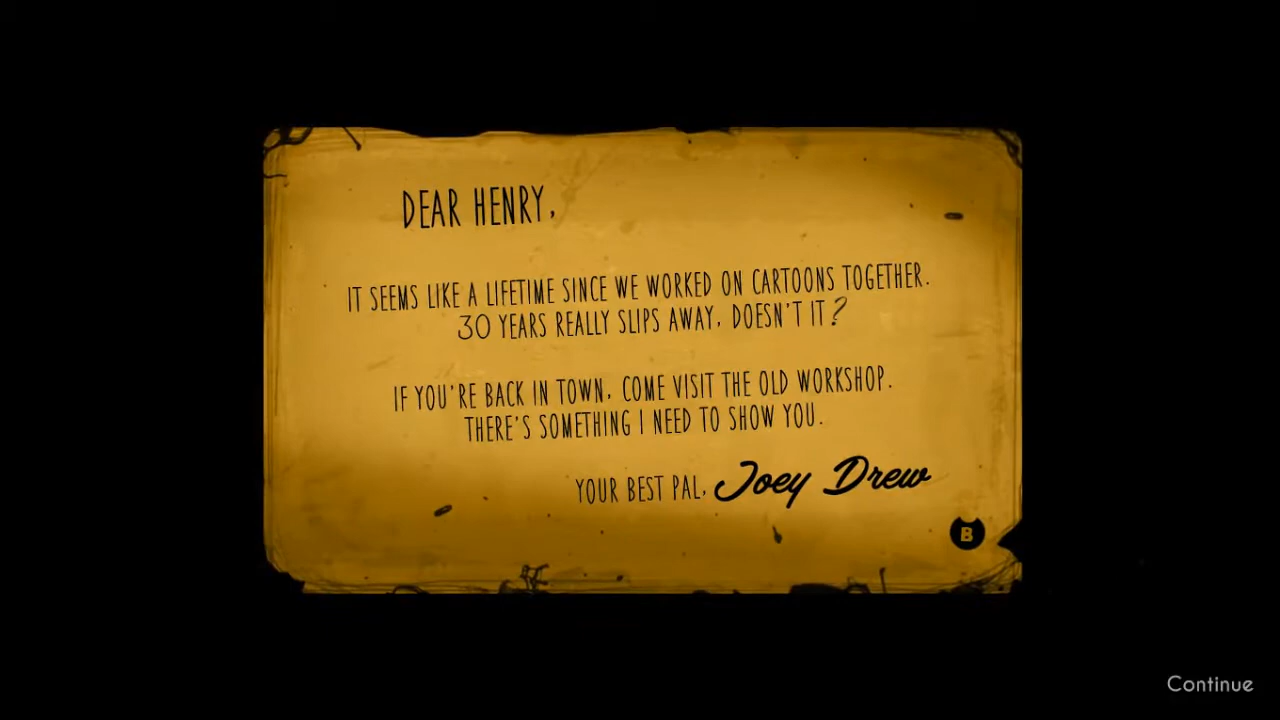 DEAR HENRY,
IT SEEMS LIKE A LIFETIME SINCE WE WORKED ON CARTOONS TOGETHER.
30 YEARS REALLY SLIPS AWAY, DOESN'T IT?
IF YOU'RE BACK IN TOWN, COME VISIT THE OLD WORKSHOP.
THERE'S SOMETHING I NEED TO SHOW YOU.
YOUR BEST PAL, Joey Drew
B
Continue